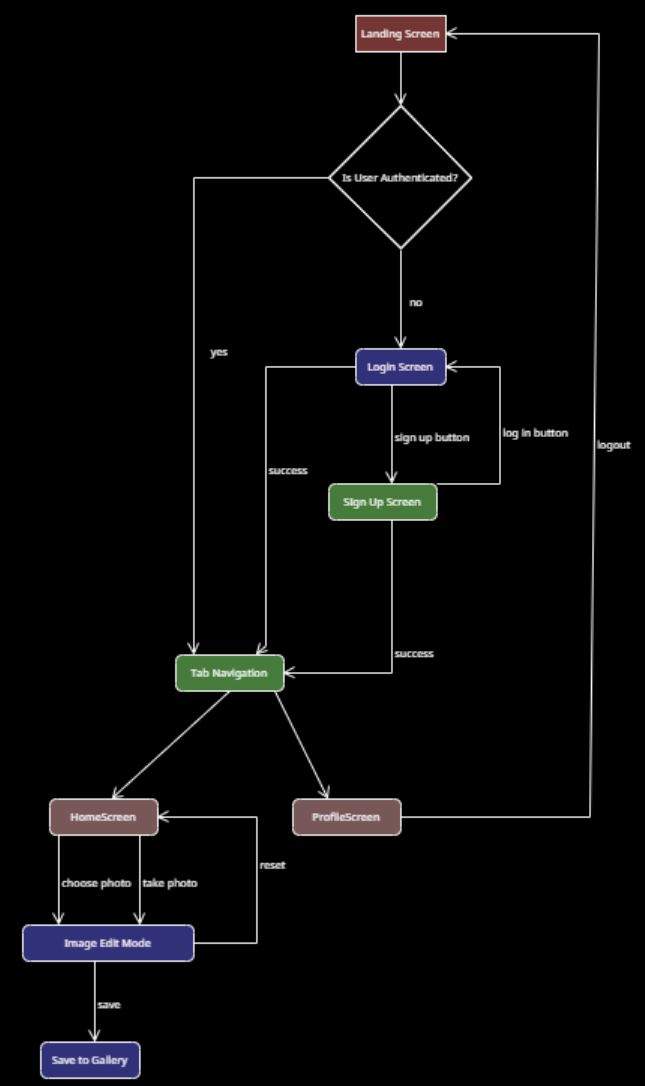 Landing Screen
Is User Authenticated?
no
yes
Login Screen
sign up button
log in button
logout
success
Sign Up Screen
success
Tab Navigation
HomeScreen
ProfileScreen
reset
choose photo
take photo
Image Edit Mode
save
Save to Gallery